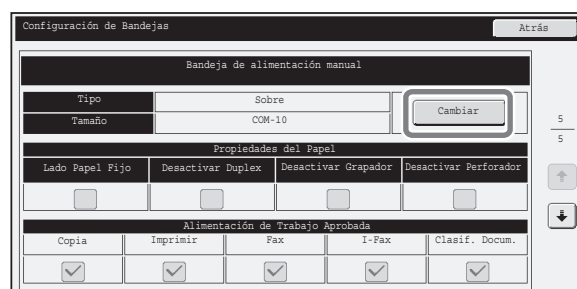 Configuración de Bandejas
Atrás
Bandeja de alimentación manual
Tipo Sobre
Cambiar
Tamaño COM-10
5
5
Propiedades del Papel
Lado Papel Fijo Desactivar Duplex Desactivar Grapador Desactivar Perforador
Alimentación de Trabajo Aprobada
Copia Imprimir Fax I-Fax Clasif. Docum.